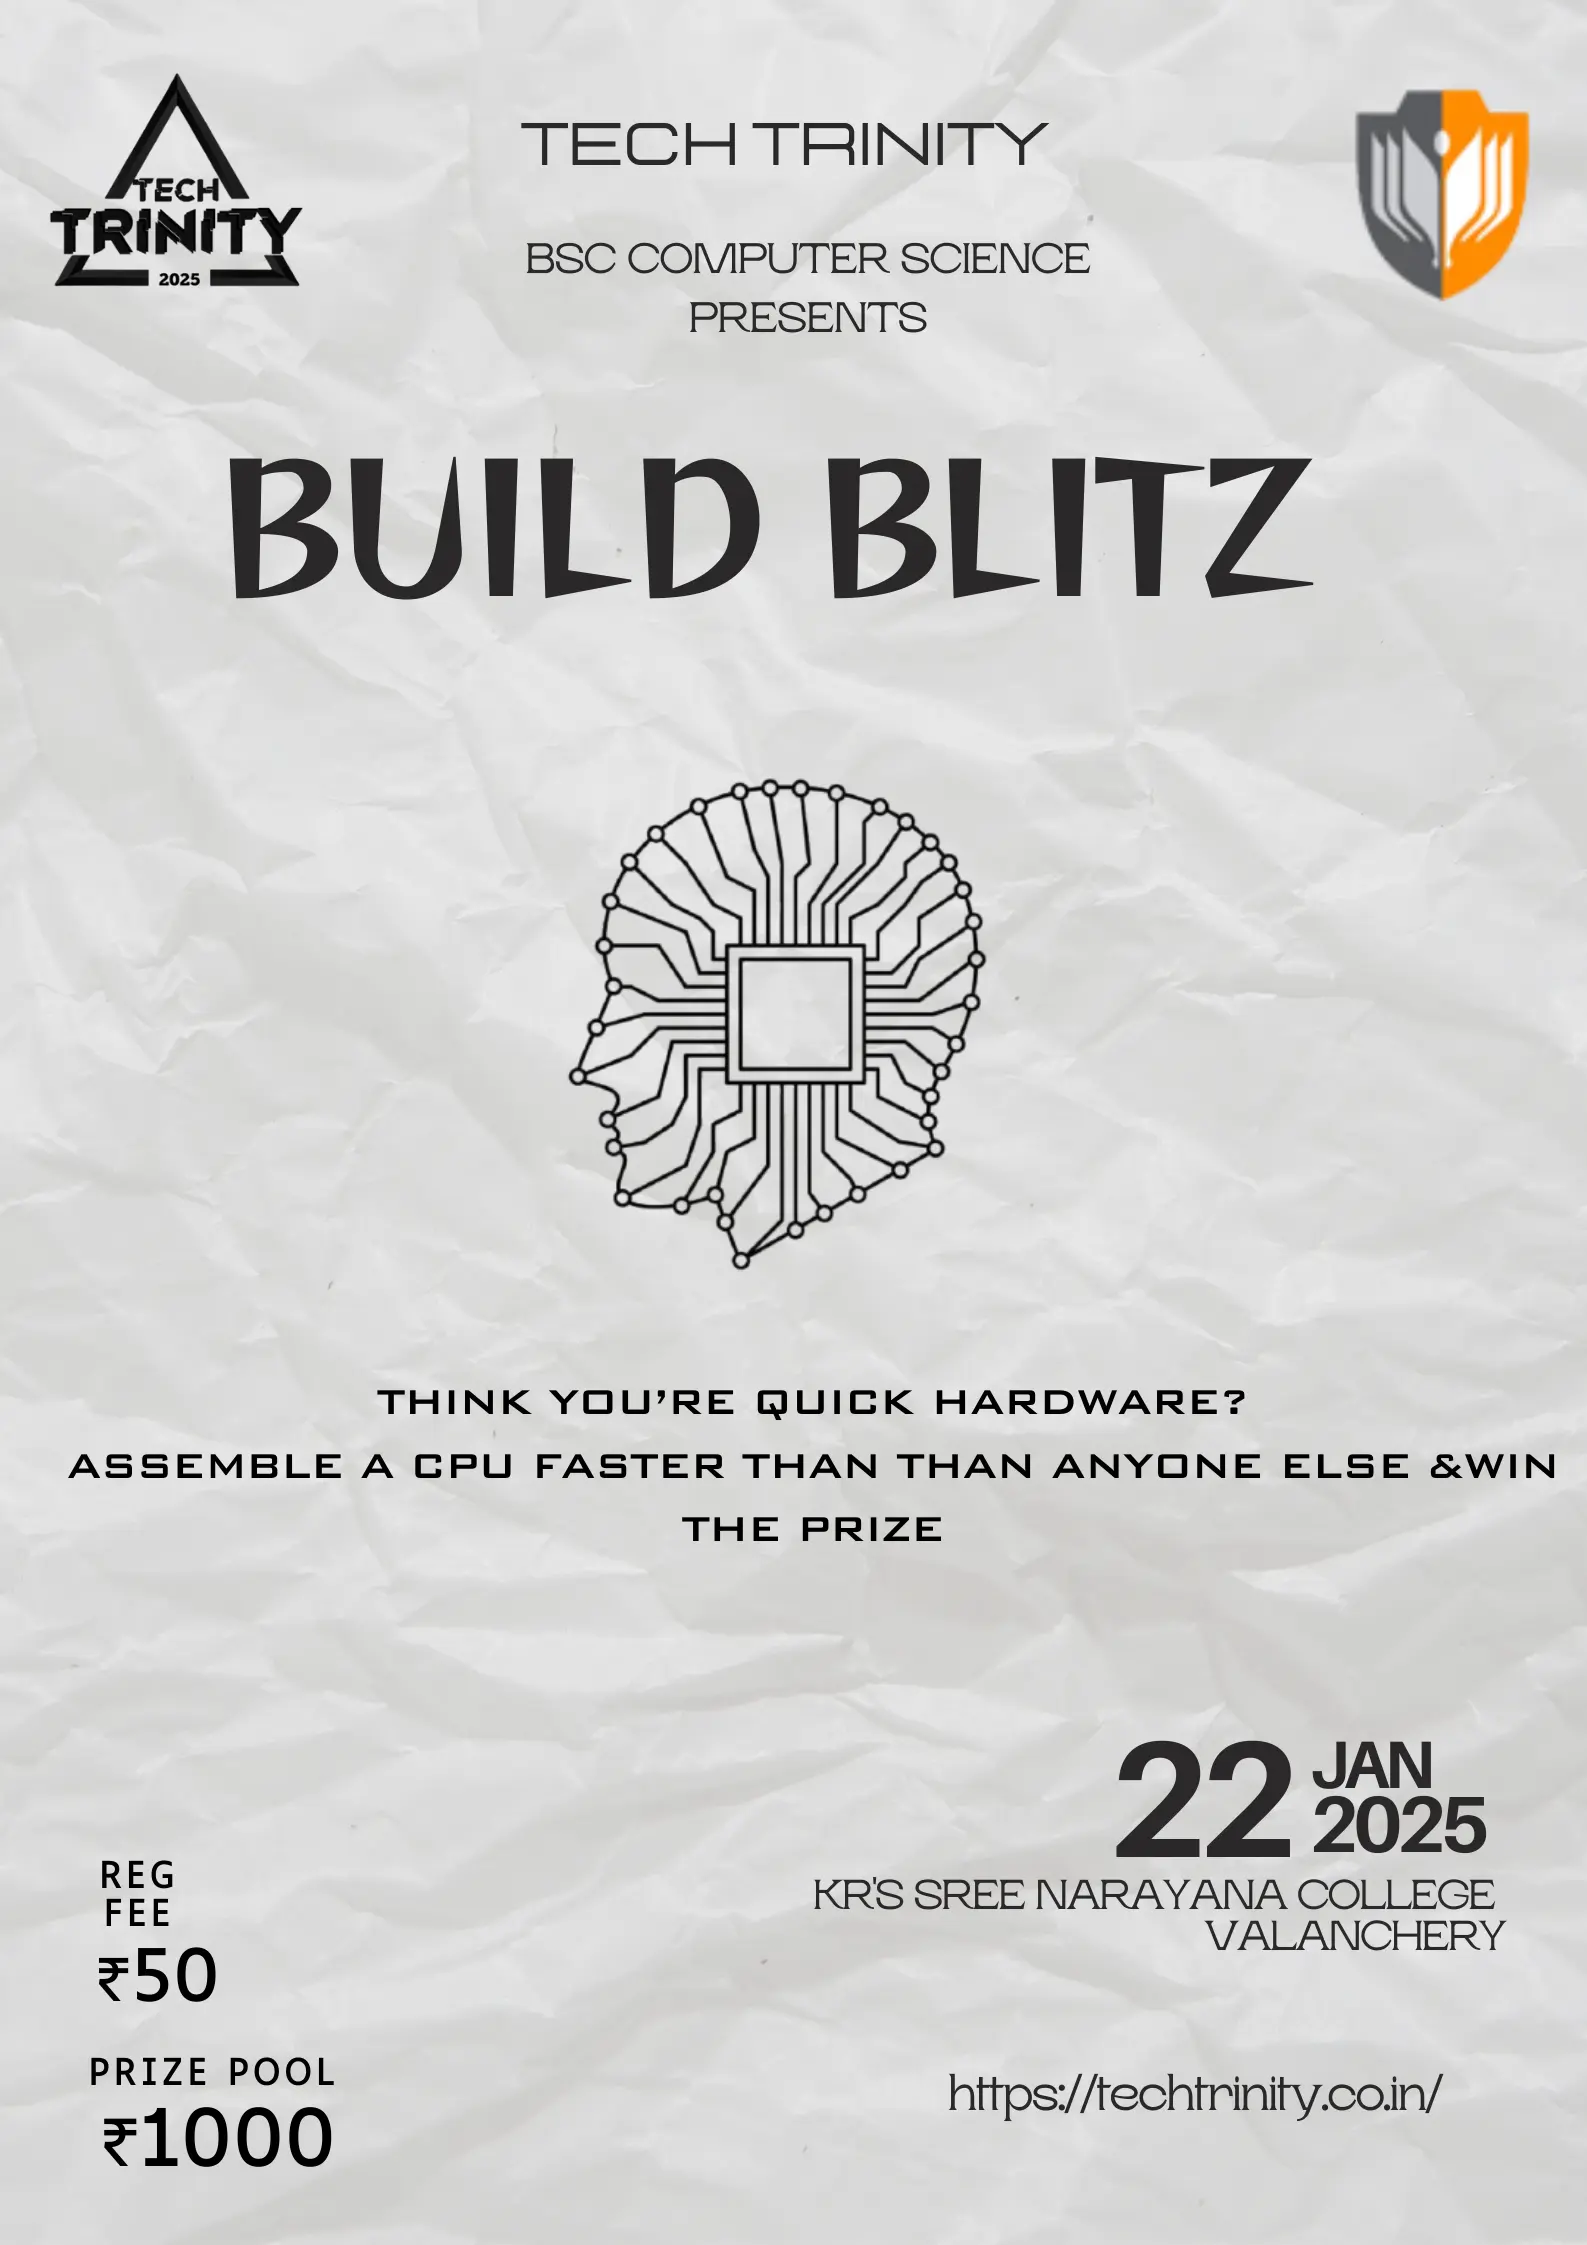 TECH
TRINITY
2025
TECH TRINITY
BSC COMPUTER SCIENCE
PRESENTS
BUILD BLITZ
THINK YOU’RE QUICK HARDWARE?
ASSEMBLE A CPU FASTER THAN THAN ANYONE ELSE &WIN
THE PRIZE
22 JAN
2025
KR'S SREE NARAYANA COLLEGE
VALANCHERY
REG
FEE
₹50
PRIZE POOL
₹1000
https://techtrinity.co.in/